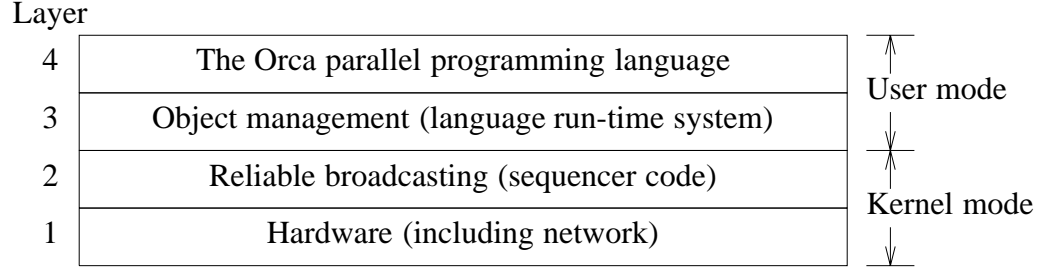 Layer
4 The Orca parallel programming language
User mode
3 Object management (language run-time system)
2 Reliable broadcasting (sequencer code)
Kernel mode
1 Hardware (including network)